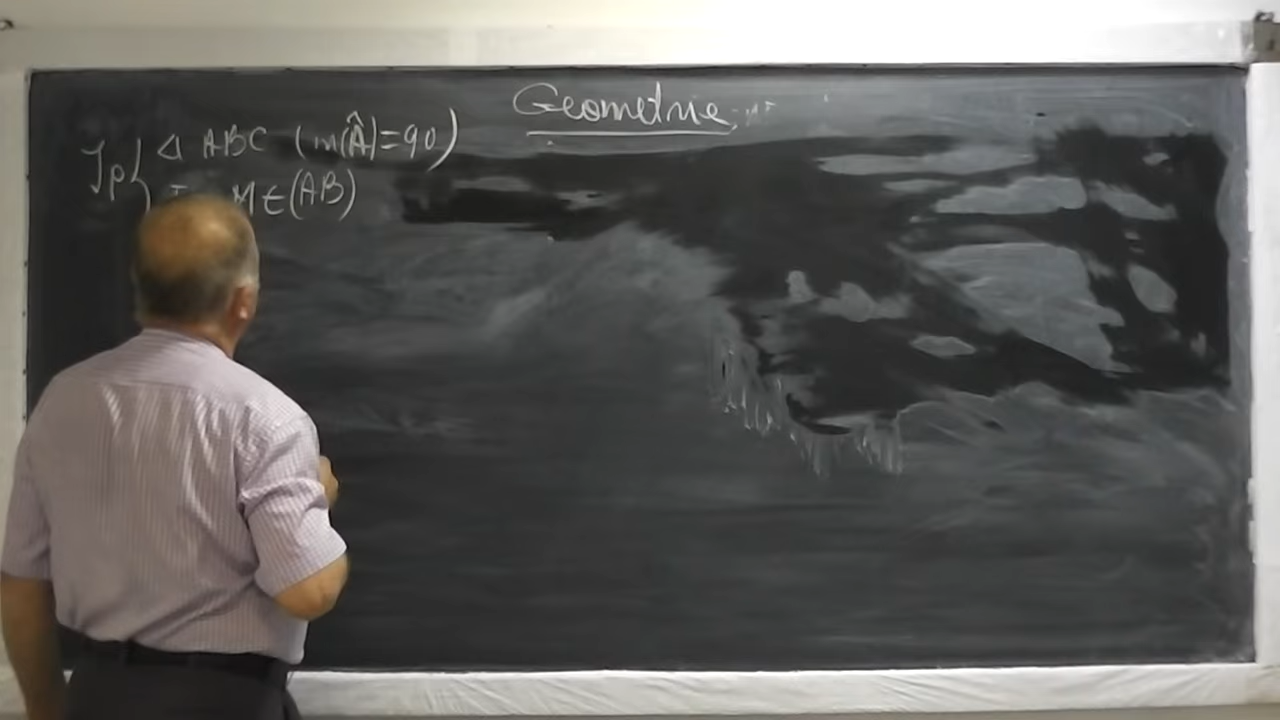 Geometrie
Ip { △ ABC (m(Â)=90)
M∈(AB)